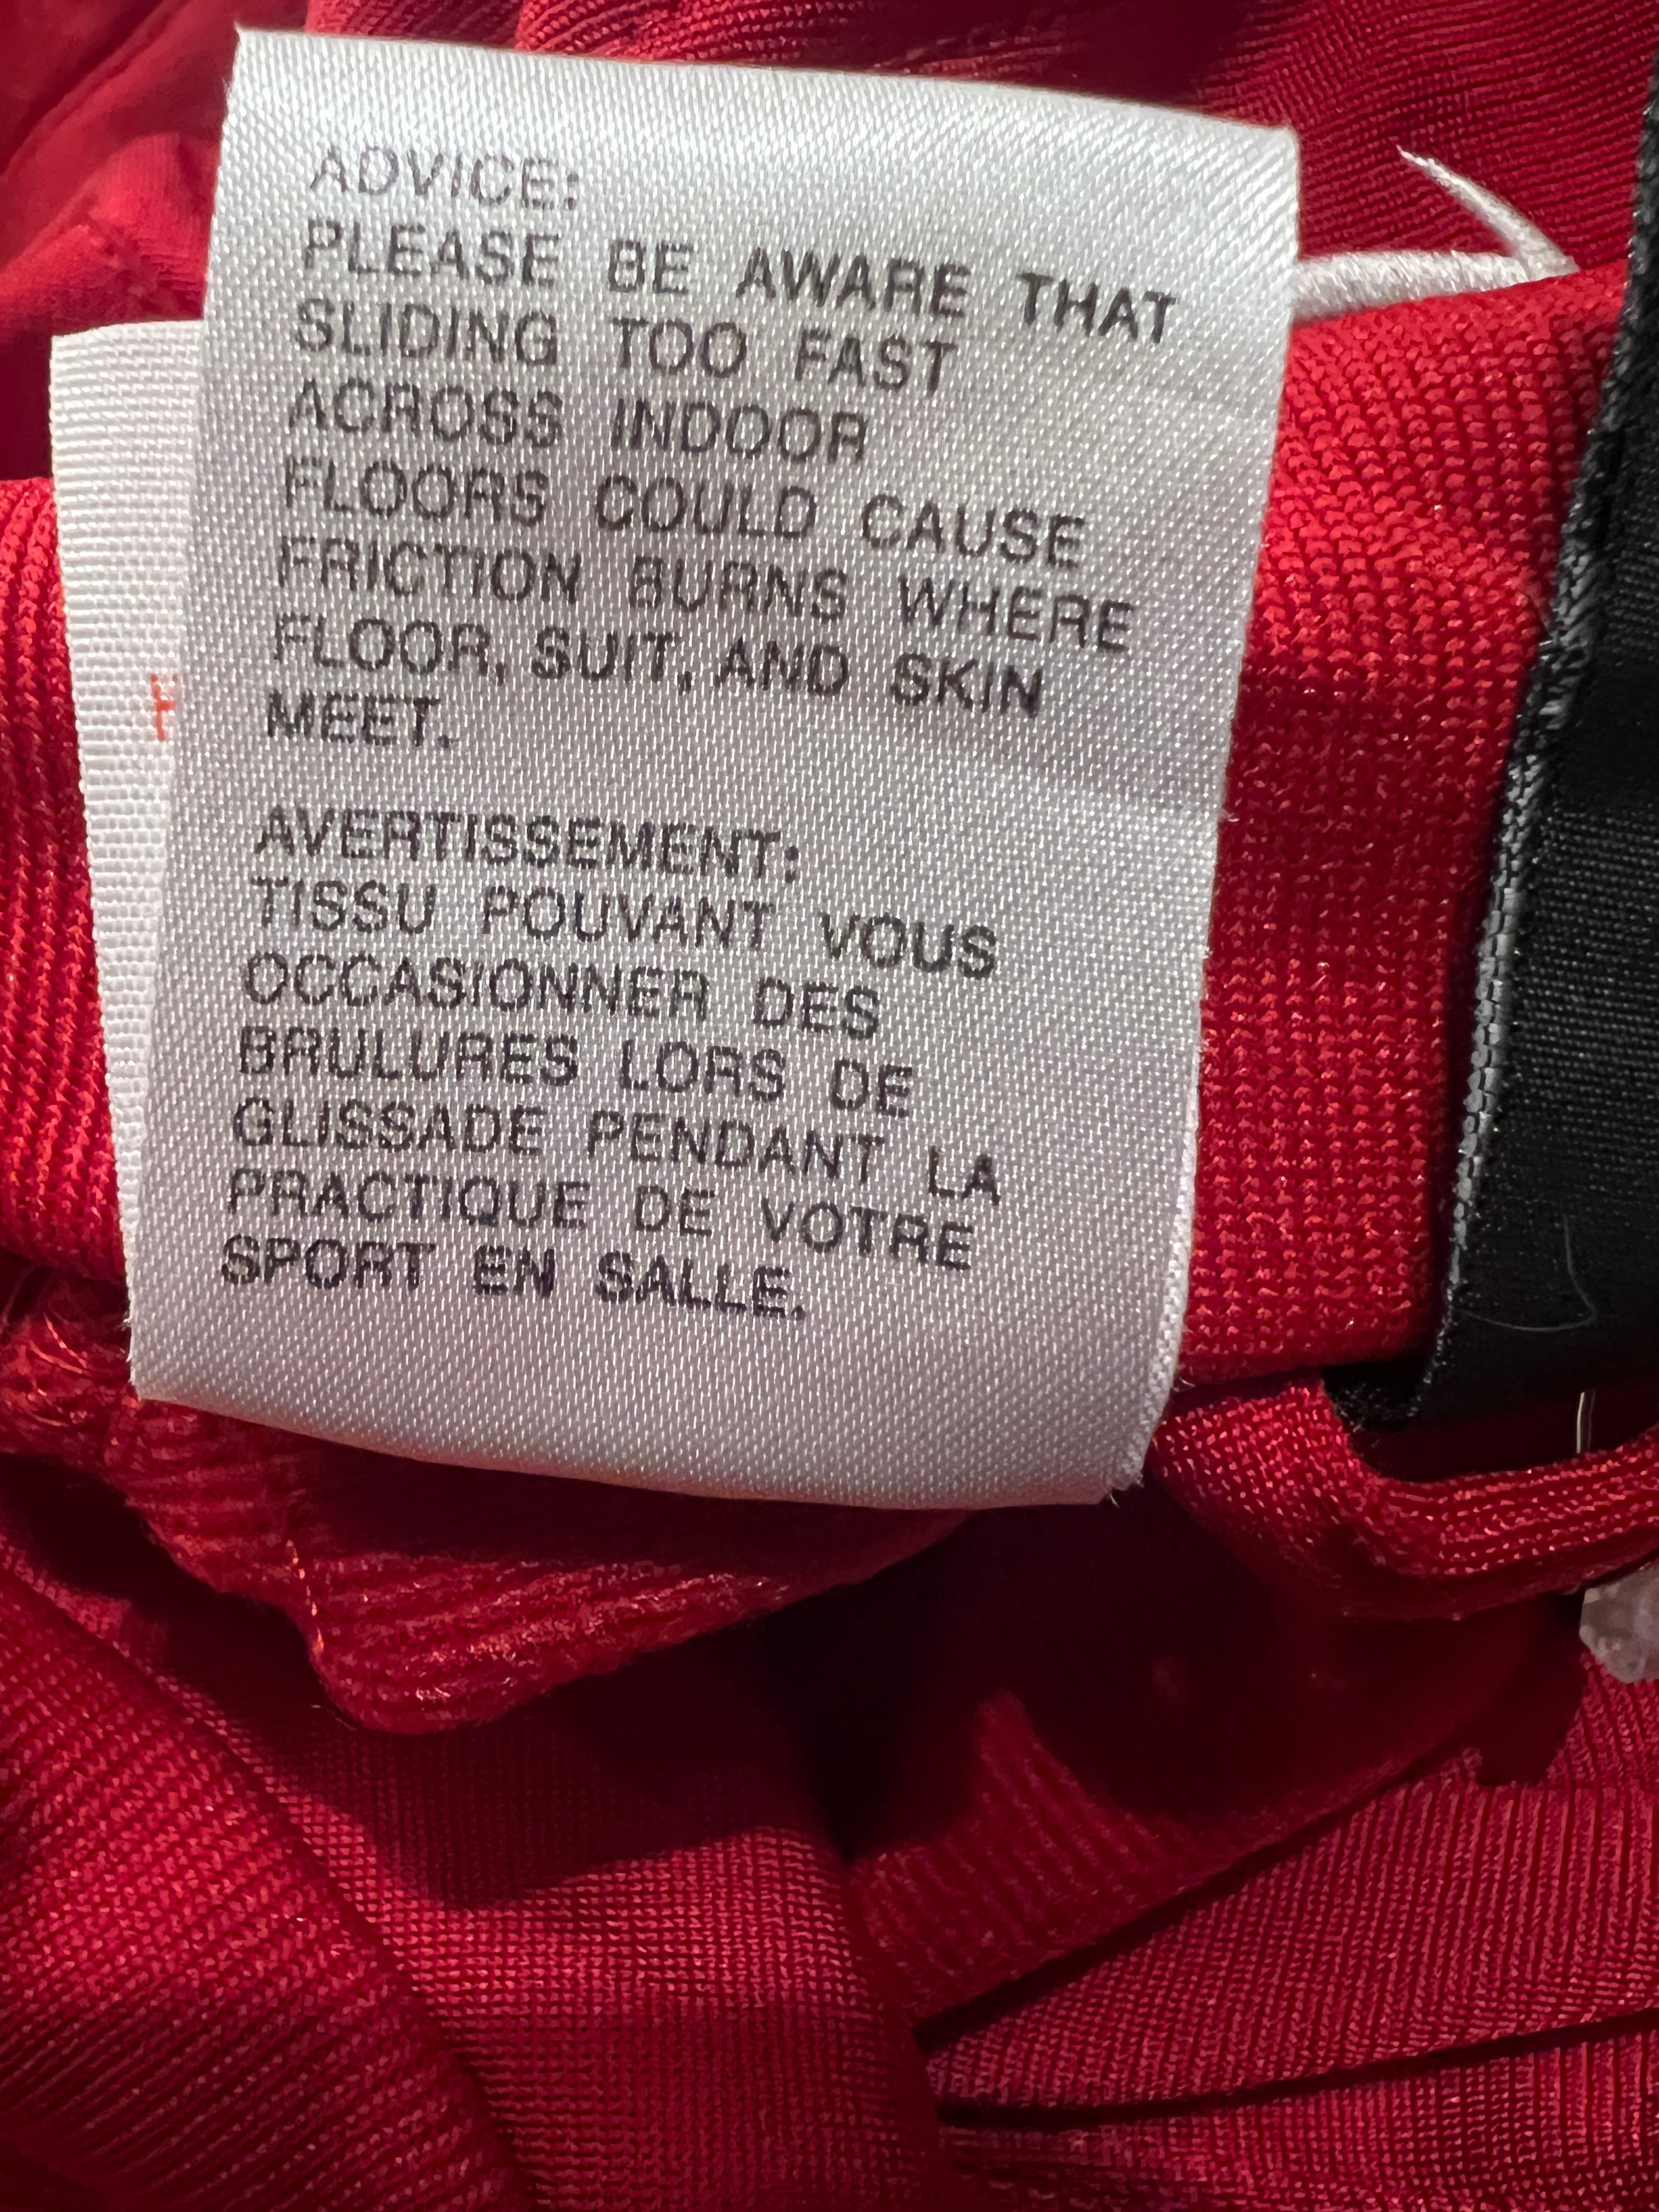 ADVICE:
PLEASE BE AWARE THAT
SLIDING TOO FAST
ACROSS INDOOR
FLOORS COULD CAUSE
FRICTION BURNS WHERE
FLOOR, SUIT, AND SKIN
MEET.
AVERTISSEMENT:
TISSU POUVANT VOUS
OCCASIONNER DES
BRULURES LORS DE
GLISSADE PENDANT LA
PRACTIQUE DE VOTRE
SPORT EN SALLE.